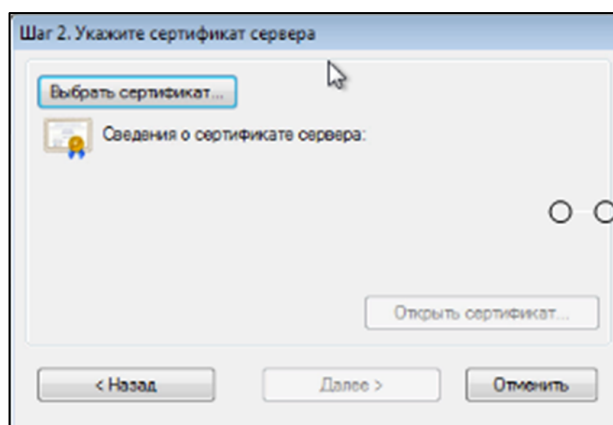 Шаг 2. Укажите сертификат сервера
Выбрать сертификат...
Сведения о сертификате сервера:
Открыть сертификат...
< Назад
Далее >
Отменить